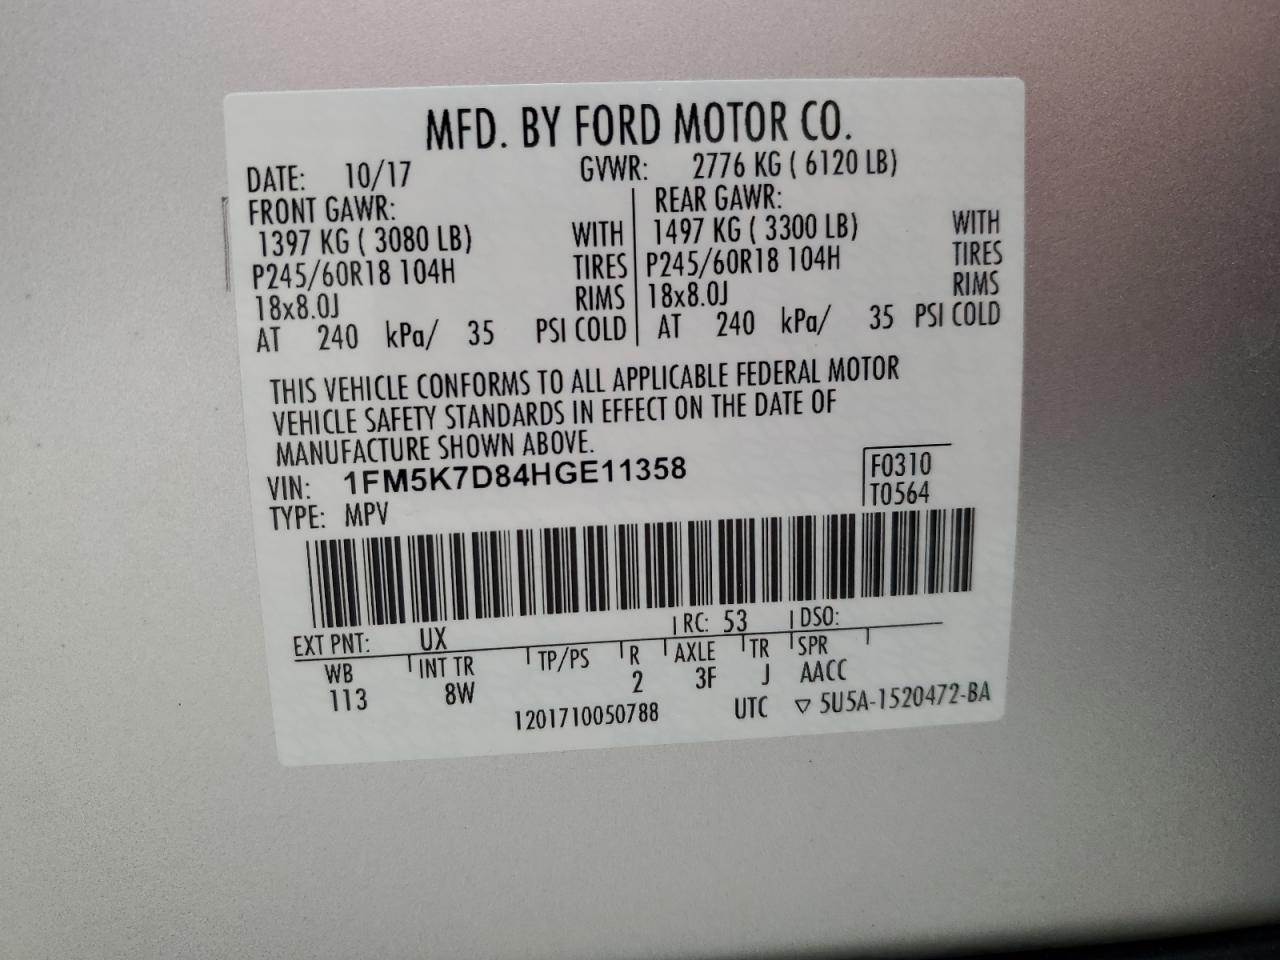 MFD. BY FORD MOTOR CO.
DATE: 10/17 GVWR: 2776 KG ( 6120 LB)
FRONT GAWR: REAR GAWR:
1397 KG ( 3080 LB) WITH 1497 KG ( 3300 LB) WITH
P245/60R18 104H TIRES P245/60R18 104H TIRES
18x8.0J RIMS 18x8.0J RIMS
AT 240 kPa/ 35 PSI COLD AT 240 kPa/ 35 PSI COLD
THIS VEHICLE CONFORMS TO ALL APPLICABLE FEDERAL MOTOR
VEHICLE SAFETY STANDARDS IN EFFECT ON THE DATE OF
MANUFACTURE SHOWN ABOVE.
VIN: 1FM5K7D84HGE11358 F0310
TYPE: MPV T0564
EXT PNT: UX RC: 53 DSO:
WB INT TR TP/PS R AXLE TR SPR
113 8W 2 3F J AACC
1201710050788 UTC ▽ 5U5A-1520472-BA